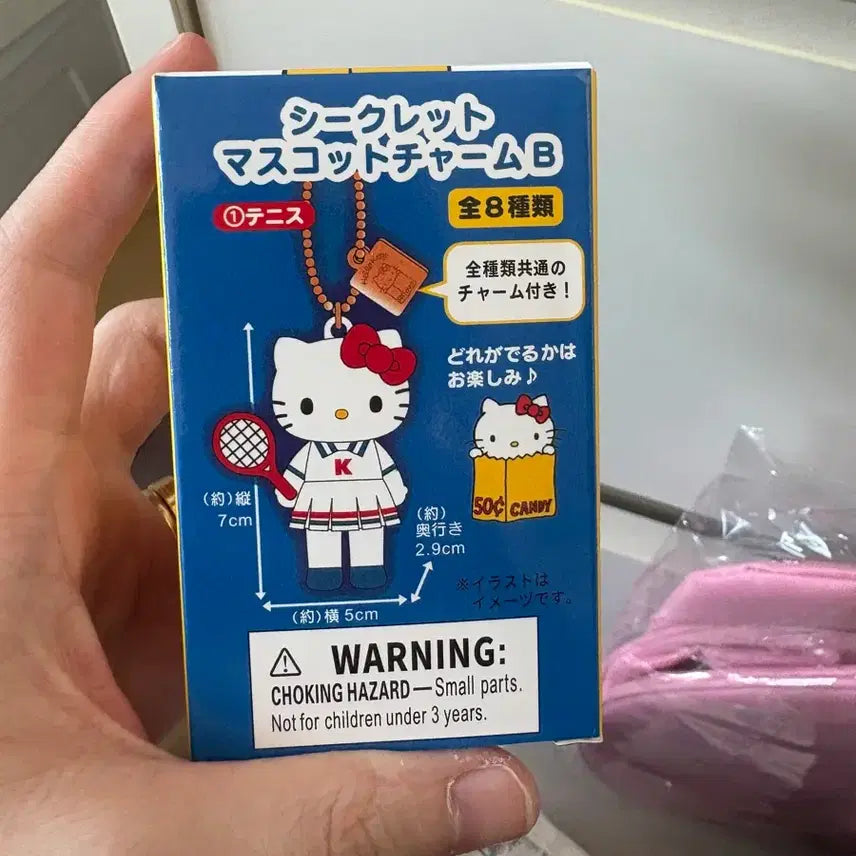 シークレット
マスコットチャームB
①テニス
全8種類
全種類共通の
チャーム付き！
どれがでるかは
お楽しみ♪
K
50¢ CANDY
(約)縦
7cm
(約)
奥行き
2.9cm
(約)横5cm
※イラストは
イメージです。
WARNING:
CHOKING HAZARD—Small parts.
Not for children under 3 years.